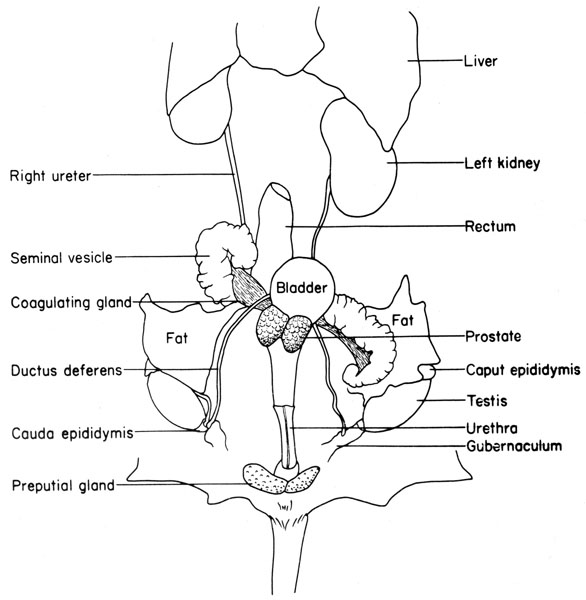 Liver
Left kidney
Right ureter
Rectum
Seminal vesicle
Bladder
Coagulating gland
Fat
Fat
Prostate
Ductus deferens
Caput epididymis
Testis
Urethra
Cauda epididymis
Gubernaculum
Preputial gland